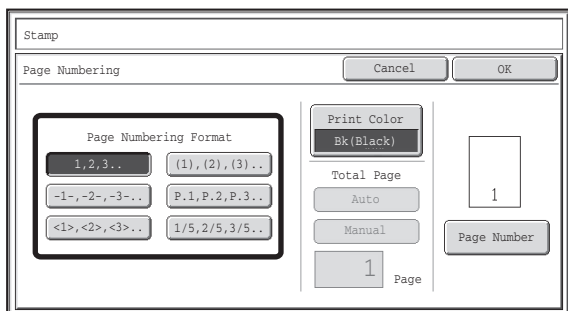 Stamp
Page Numbering
Cancel
OK
Page Numbering Format
1,2,3..
(1),(2),(3)..
-1-,-2-,-3-..
P.1,P.2,P.3..
<1>,<2>,<3>..
1/5,2/5,3/5..
Print Color
Bk(Black)
Total Page
Auto
Manual
1 Page
1
Page Number